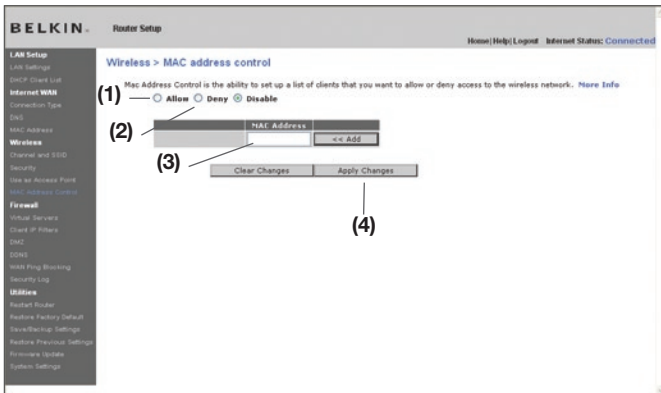 BELKIN. Router Setup
Home|Help|Logout Internet Status: Connected
LAN Setup
LAN Settings
DHCP Client List
Internet WAN
Connection Type
DNS
MAC Address
Wireless
Channel and SSID
Security
Use as Access Point
MAC Address Control
Firewall
Virtual Servers
Client IP Filters
DMZ
DDNS
WAN Ping Blocking
Security Log
Utilities
Restart Router
Restore Factory Default
Save/Backup Settings
Restore Previous Settings
Firmware Update
System Settings
Wireless > MAC address control
Mac Address Control is the ability to set up a list of clients that you want to allow or deny access to the wireless network. More Info
(1) Allow Deny Disable
(2)
MAC Address
(3) << Add
Clear Changes Apply Changes
(4)